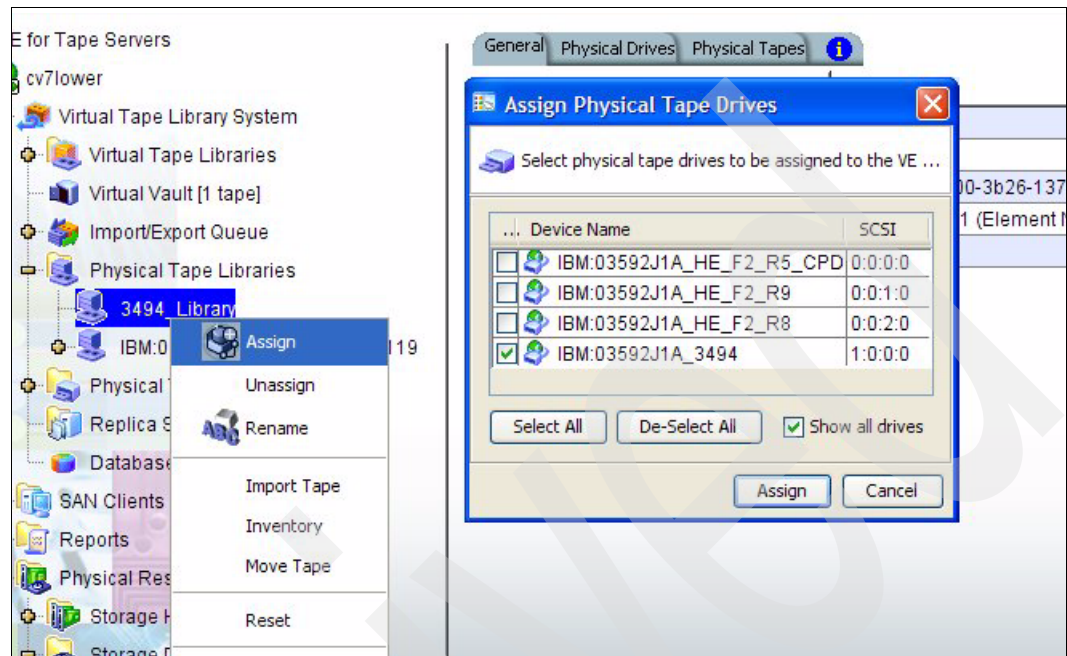 E for Tape Servers
cv7lower
Virtual Tape Library System
Virtual Tape Libraries
Virtual Vault [1 tape]
Import/Export Queue
Physical Tape Libraries
3494_Library
IBM:0
119
Physical
Replica S
Database
SAN Clients
Reports
Physical Res
Storage H
Storage D
Assign
Unassign
Rename
Import Tape
Inventory
Move Tape
Reset
General Physical Drives Physical Tapes
Assign Physical Tape Drives
Select physical tape drives to be assigned to the VE ...
... Device Name SCSI
IBM:03592J1A_HE_F2_R5_CPD 0:0:0:0
IBM:03592J1A_HE_F2_R9 0:0:1:0
IBM:03592J1A_HE_F2_R8 0:0:2:0
IBM:03592J1A_3494 1:0:0:0
Select All De-Select All Show all drives
Assign Cancel
00-3b26-137
1 (Element